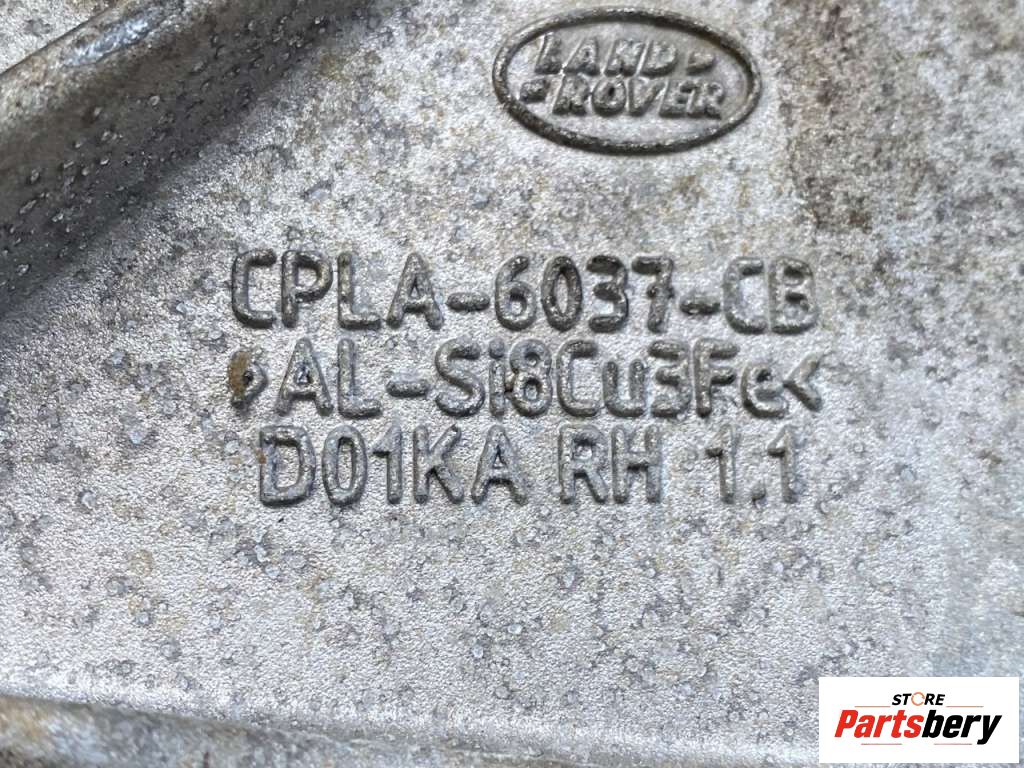 LAND
ROVER
CPLA-6037-CB
>AL-Si8Cu3Fe<
D01KA RH 1.1
STORE
Partsbery